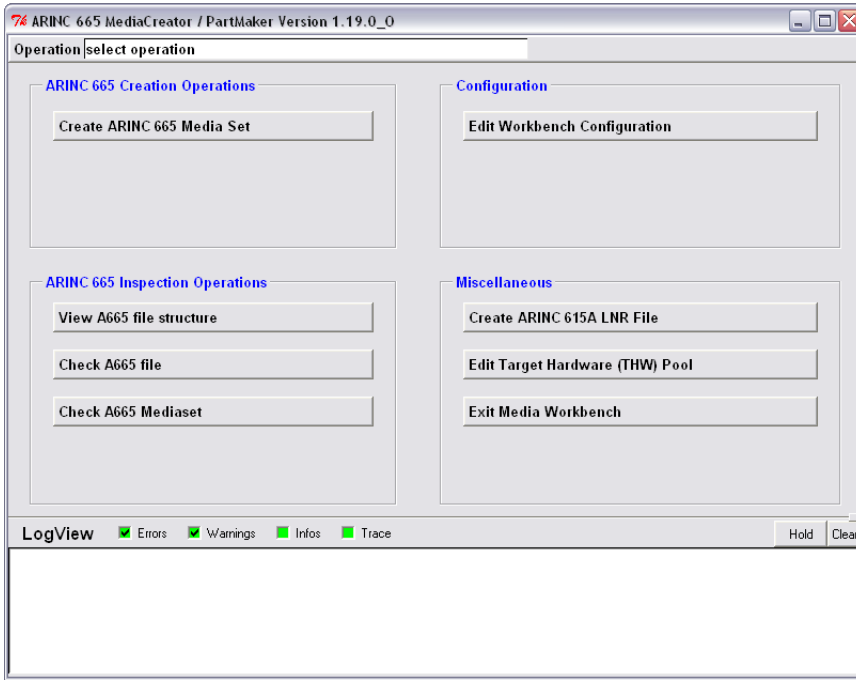 ARINC 665 MediaCreator / PartMaker Version 1.19.0_0
Operation select operation
ARINC 665 Creation Operations
Create ARINC 665 Media Set
Configuration
Edit Workbench Configuration
ARINC 665 Inspection Operations
View A665 file structure
Check A665 file
Check A665 Mediaset
Miscellaneous
Create ARINC 615A LNR File
Edit Target Hardware (THW) Pool
Exit Media Workbench
LogView Errors Warnings Infos Trace Hold Clear